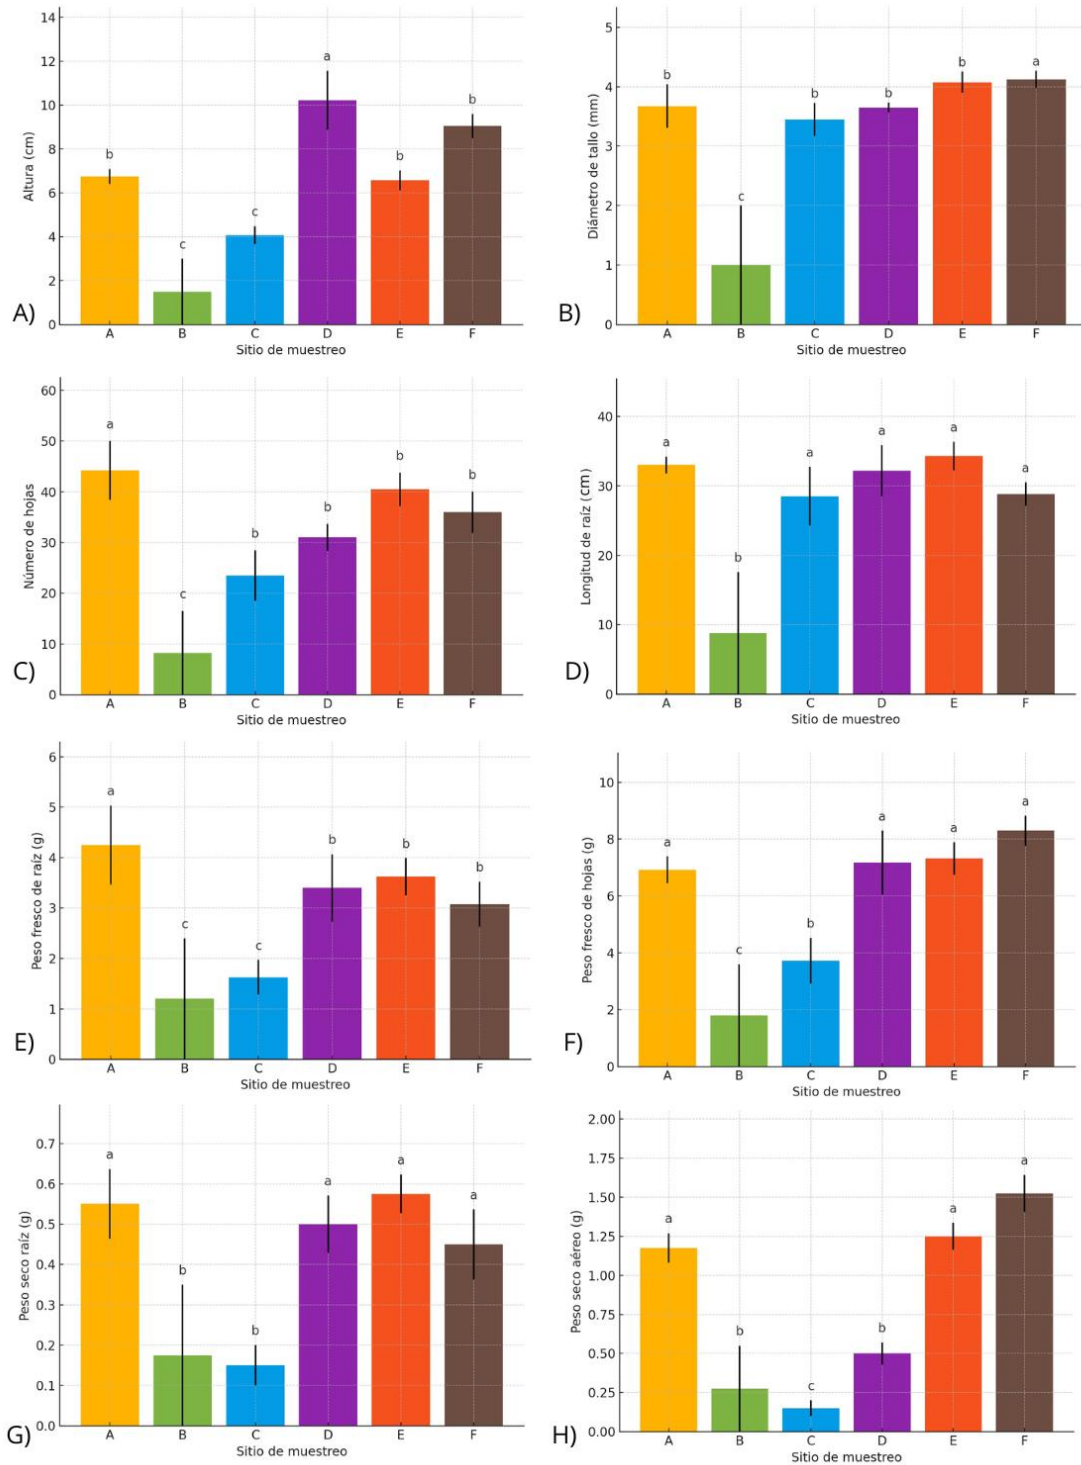 14
12
10
8
6
4
2
0
Altura (cm)
b
c
c
a
b
b
A B C D E F
Sitio de muestreo
A)
5
4
3
2
1
0
Diámetro de tallo (mm)
b
c
b
b
b
a
A B C D E F
Sitio de muestreo
B)
60
50
40
30
20
10
0
Número de hojas
a
c
b
b
b
b
A B C D E F
Sitio de muestreo
C)
40
30
20
10
0
Longitud de raíz (cm)
a
b
a
a
a
a
A B C D E F
Sitio de muestreo
D)
6
5
4
3
2
1
0
Peso fresco de raíz (g)
a
c
c
b
b
b
A B C D E F
Sitio de muestreo
E)
10
8
6
4
2
0
Peso fresco de hojas (g)
a
c
b
a
a
a
A B C D E F
Sitio de muestreo
F)
0.7
0.6
0.5
0.4
0.3
0.2
0.1
0.0
Peso seco raíz (g)
a
b
b
a
a
a
A B C D E F
Sitio de muestreo
G)
2.00
1.75
1.50
1.25
1.00
0.75
0.50
0.25
0.00
Peso seco aéreo (g)
a
b
c
b
a
a
A B C D E F
Sitio de muestreo
H)